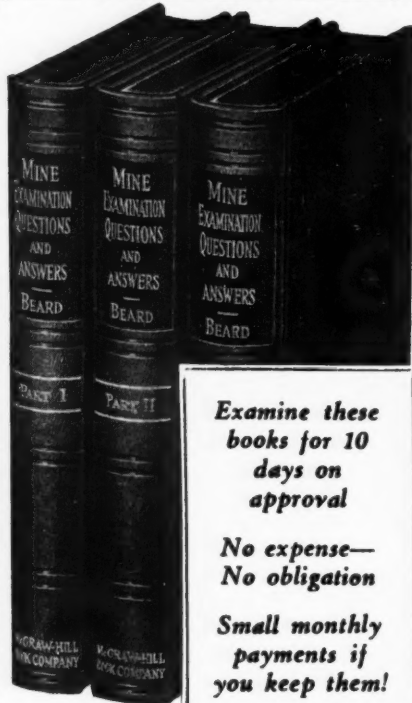 MINE
EXAMINATION
QUESTIONS
AND
ANSWERS
BEARD
PART I
McGRAW-HILL
BOOK COMPANY
MINE
EXAMINATION
QUESTIONS
AND
ANSWERS
BEARD
PART II
McGRAW-HILL
BOOK COMPANY
MINE
EXAMINATION
QUESTIONS
AND
ANSWERS
BEARD
Examine these
books for 10
days on
approval
No expense—
No obligation
Small monthly
payments if
you keep them!